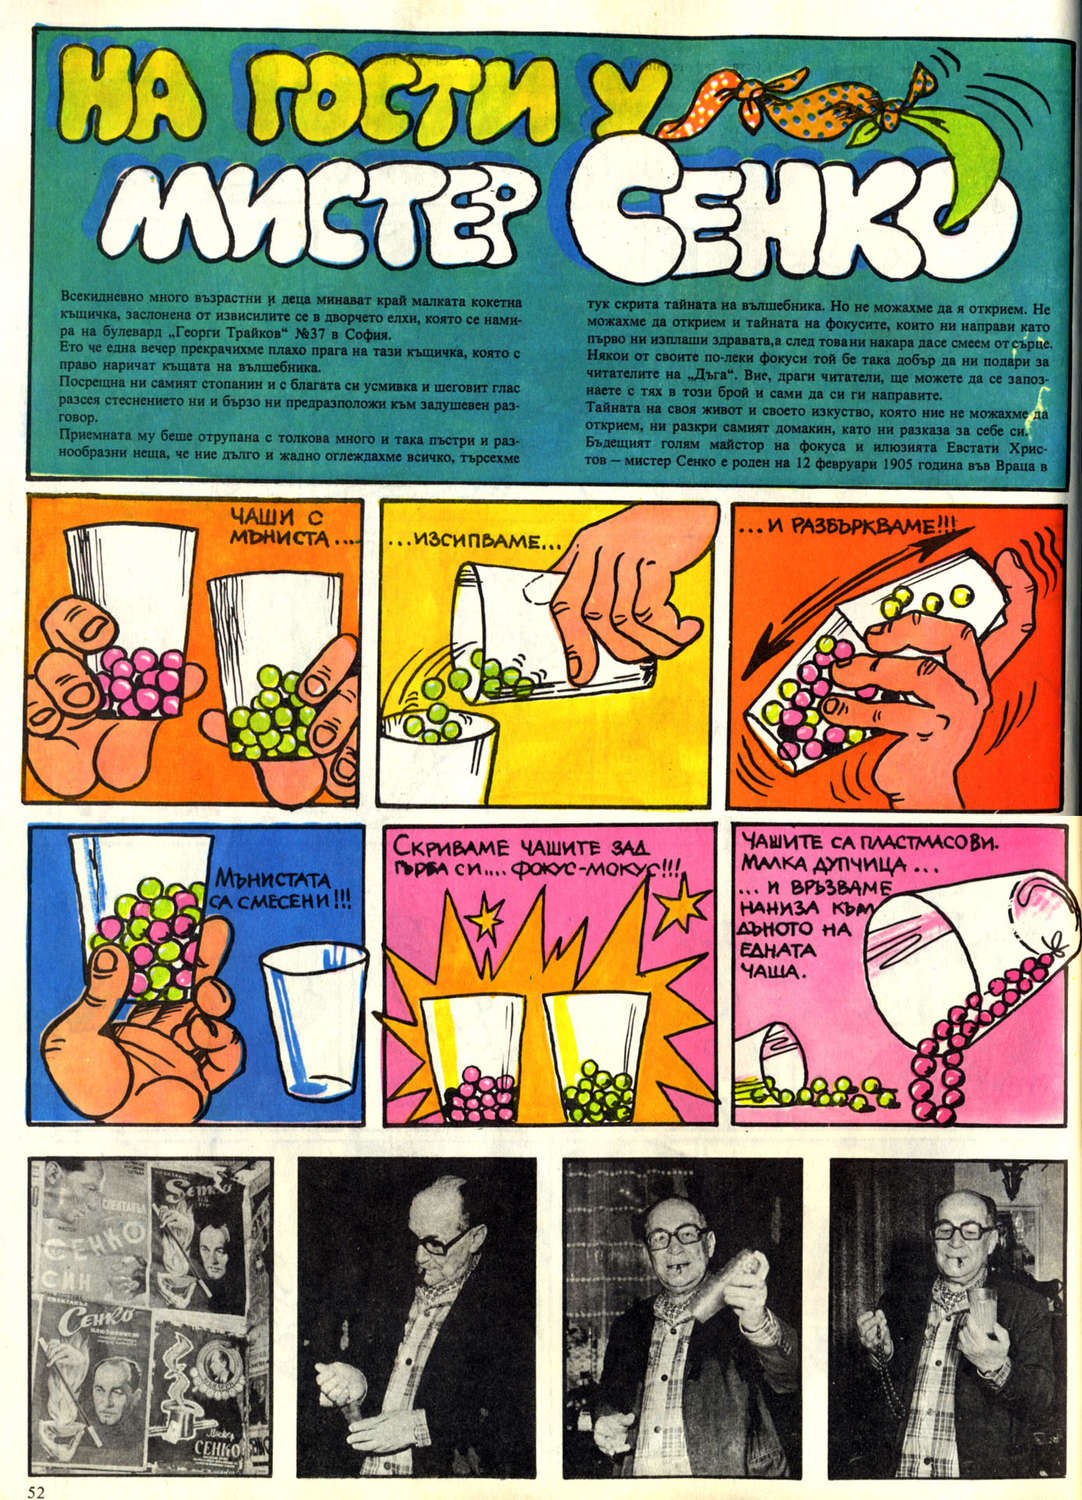 НА ГОСТИ У
МИСТЕР СЕНКО
Всекидневно много възрастни и деца минават край малката кокетна
къщичка, заслонена от извисилите се в дворчето елхи, която се нами-
ра на булевард „Георги Трайков“ №37 в София.
Ето че една вечер прекрачихме плахо прага на тази къщичка, която с
право наричат къщата на вълшебника.
Посрещна ни самият стопанин и с благата си усмивка и шеговит глас
разсея стеснението ни и бързо ни предразположи към задушевен раз-
говор.
Приемната му беше отрупана с толкова много и така пъстри и раз-
нообразни неща, че ние дълго и жадно оглеждахме всичко, търсехме
тук скрита тайната на вълшебника. Но не можахме да я открием. Не
можахме да открием и тайната на фокусите, които ни направи като
първо ни изплаши здравата,а след товани накара дасе смеем от сърце.
Някои от своите по-леки фокуси той бе така добър да ни подари за
читателите на „Дъга“. Вие, драги читатели, ще можете да се запоз-
наете с тях в този брой и сами да си ги направите.
Тайната на своя живот и своето изкуство, която ние не можахме да
открием, ни разкри самият домакин, като ни разказа за себе си.
Бъдещият голям майстор на фокуса и илюзията Евстати Хрис-
тов – мистер Сенко е роден на 12 февруари 1905 година във Враца в
ЧАШИ С
МЪНИСТА....
...ИЗСИПВАМЕ...
...И РАЗБЪРКВАМЕ!!!
МЪНИСТАТА
СА СМЕСЕНИ!!!
СКРИВАМЕ ЧАШИТЕ ЗАД
ГЪРБА СИ.... ФОКУС-МОКУС!!!
ЧАШИТЕ СА ПЛАСТМАСОВИ.
МАЛКА ДУПЧИЦА...
...И ВРЪЗВАМЕ
НАНИЗА КЪМ
ДЪНОТО НА
ЕДНАТА
ЧАША.
СПЕКТАКЪЛ
СЕНКО
СИН
Сенко
Сенко
СЕНКО
52